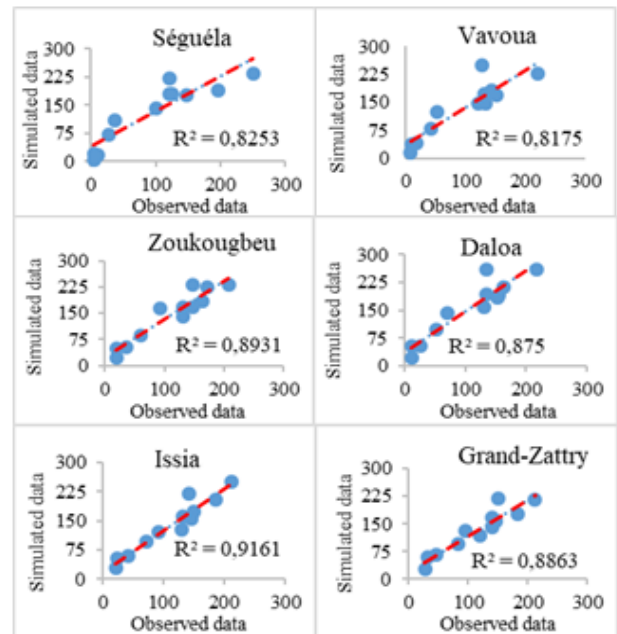 Séguéla
Simulated data
300
225
150
75
0
0 100 200 300
R² = 0,8253
Observed data
Vavoua
Simulated data
300
225
150
75
0
0 100 200 300
R² = 0,8175
Observed data
Zoukougbeu
Simulated data
300
225
150
75
0
0 100 200 300
R² = 0,8931
Observed data
Daloa
Simulated data
300
225
150
75
0
0 100 200 300
R² = 0,875
Observed data
Issia
Simulated data
300
225
150
75
0
0 100 200 300
R² = 0,9161
Observed data
Grand-Zattry
Simulated data
300
225
150
75
0
0 100 200 300
R² = 0,8863
Observed data